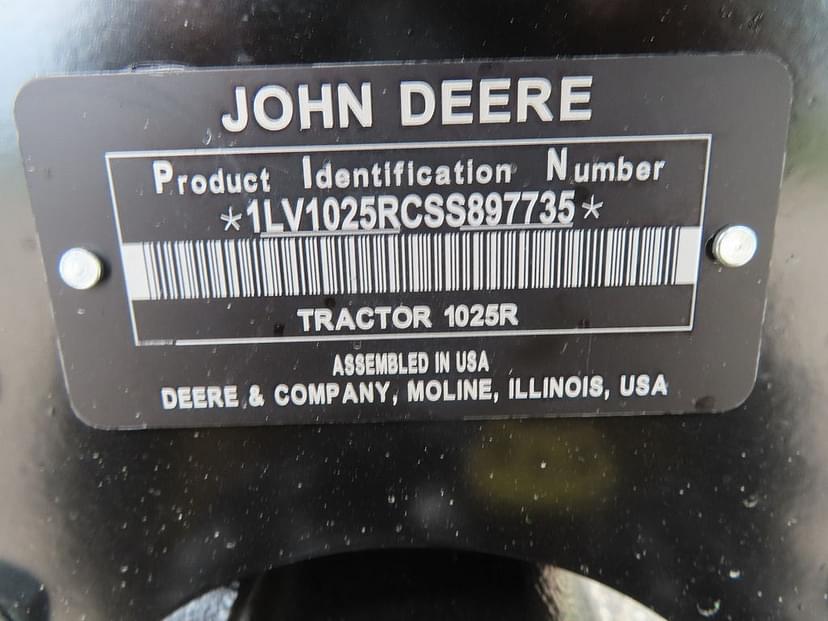 JOHN DEERE
Product Identification Number
*1LV1025RCSS897735*
TRACTOR 1025R
ASSEMBLED IN USA
DEERE & COMPANY, MOLINE, ILLINOIS, USA